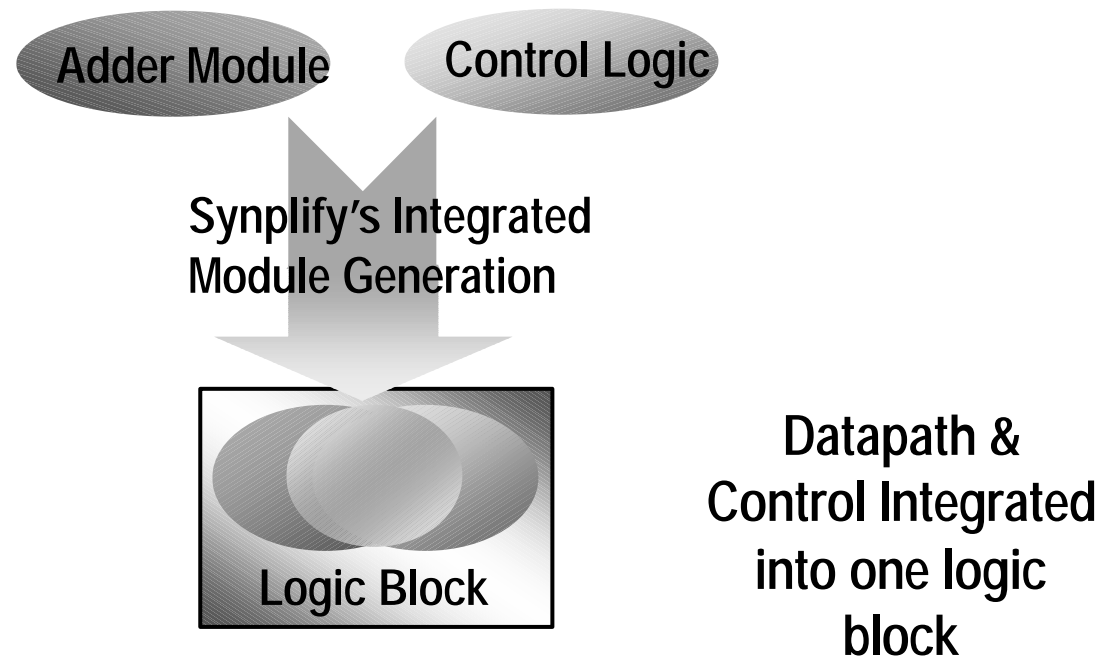 Adder Module
Control Logic
Synplify's Integrated
Module Generation
Logic Block
Datapath &
Control Integrated
into one logic
block